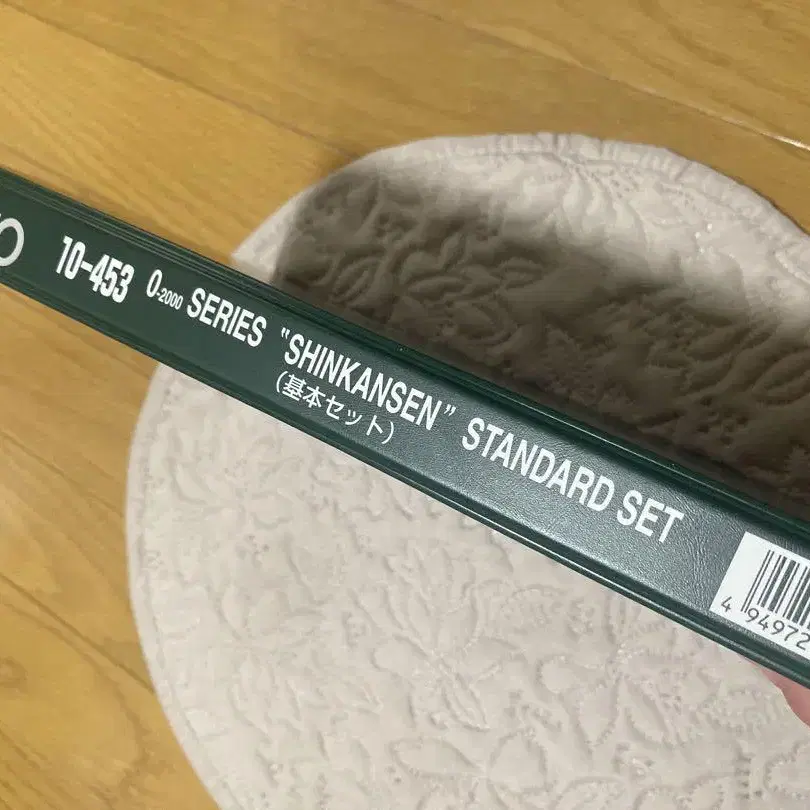 10-453 0-2000 SERIES "SHINKANSEN" STANDARD SET
(基本セット)
4 94972